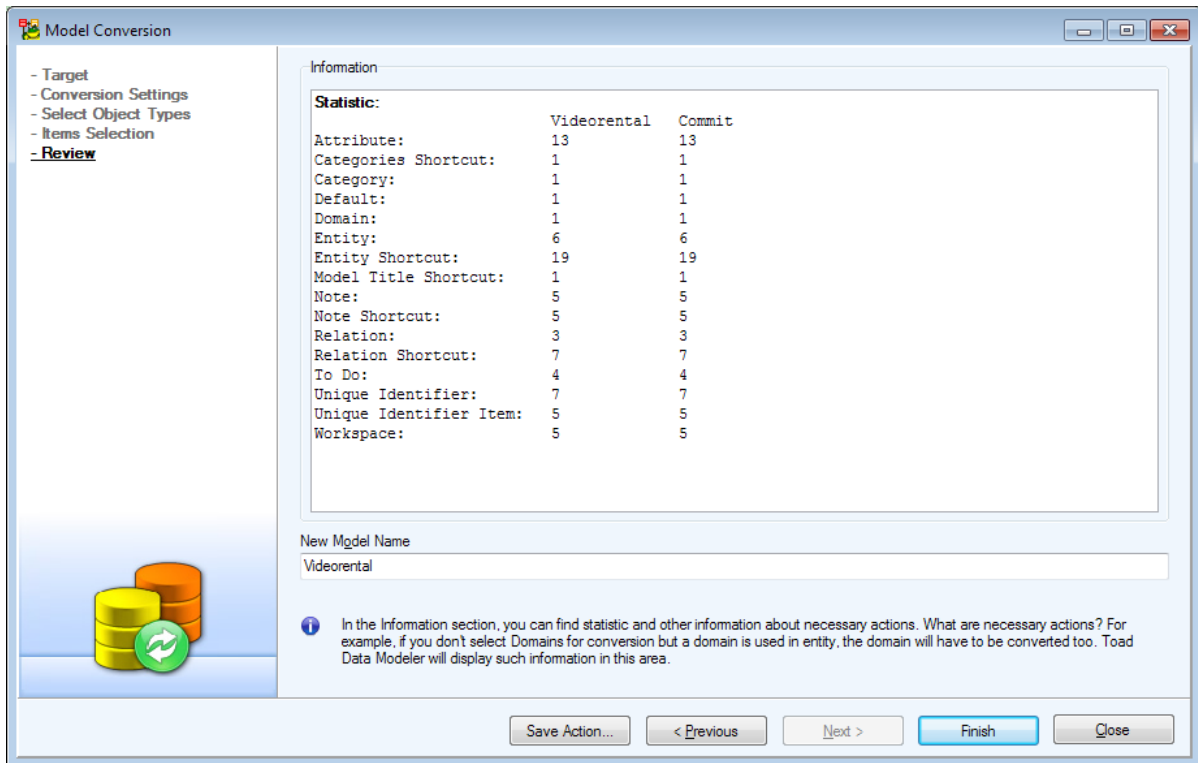 Model Conversion
- Target
- Conversion Settings
- Select Object Types
- Items Selection
- Review
Information
Statistic:
Videorental Commit
Attribute: 13 13
Categories Shortcut: 1 1
Category: 1 1
Default: 1 1
Domain: 1 1
Entity: 6 6
Entity Shortcut: 19 19
Model Title Shortcut: 1 1
Note: 5 5
Note Shortcut: 5 5
Relation: 3 3
Relation Shortcut: 7 7
To Do: 4 4
Unique Identifier: 7 7
Unique Identifier Item: 5 5
Workspace: 5 5
New Model Name
Videorental
In the Information section, you can find statistic and other information about necessary actions. What are necessary actions? For
example, if you don't select Domains for conversion but a domain is used in entity, the domain will have to be converted too. Toad
Data Modeler will display such information in this area.
Save Action... < Previous Next > Finish Close